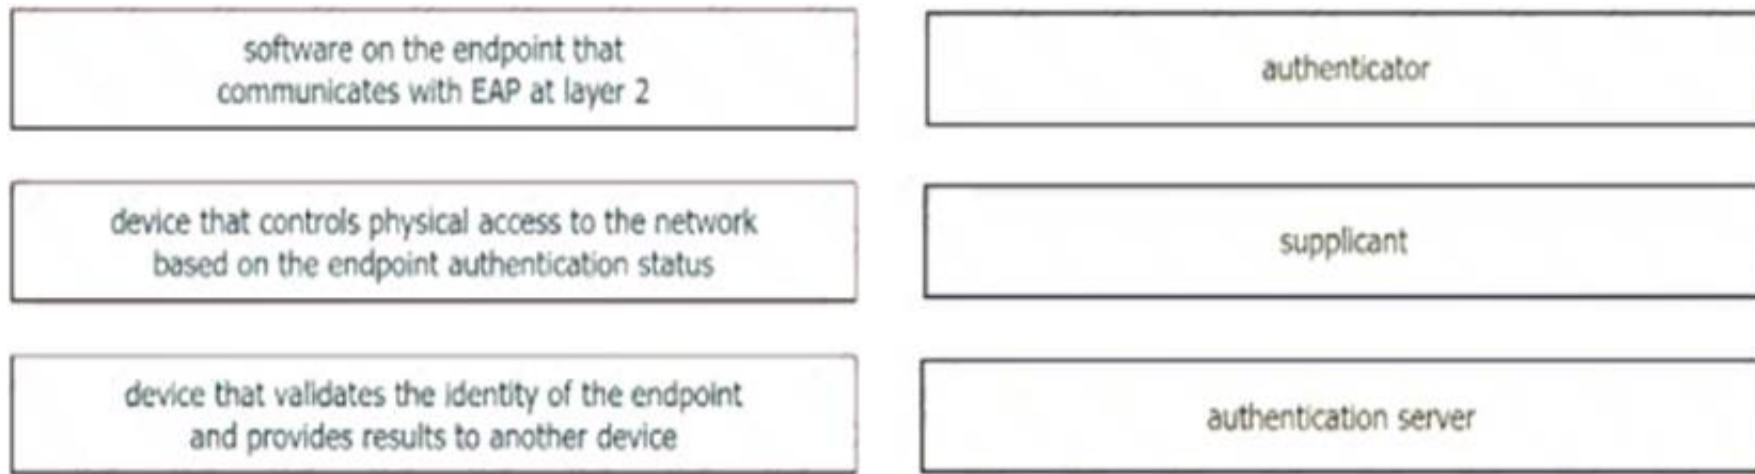 software on the endpoint that
communicates with EAP at layer 2
authenticator
device that controls physical access to the network
based on the endpoint authentication status
supplicant
device that validates the identity of the endpoint
and provides results to another device
authentication server